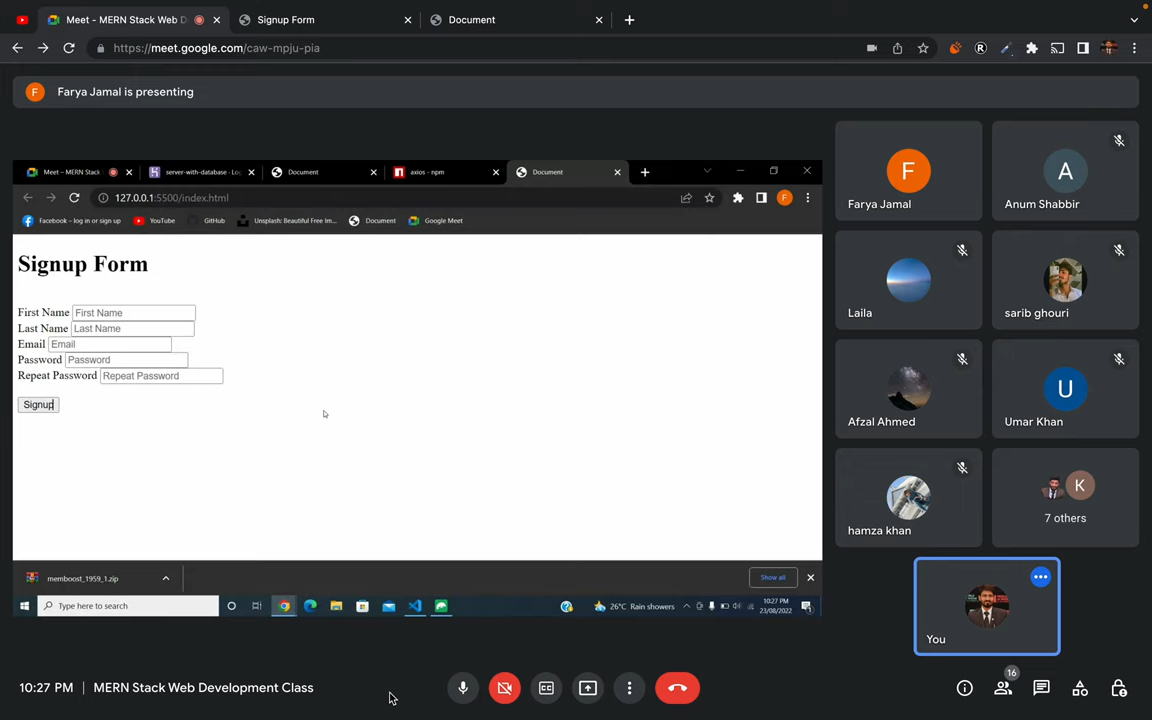 Meet - MERN Stack Web D
Signup Form
Document
https://meet.google.com/caw-mpju-pia
F
Farya Jamal is presenting
Meet – MERN Stack
server-with-database - Lo
Document
axios - npm
Document
127.0.0.1:5500/index.html
F
Facebook – log in or sign up
YouTube
GitHub
Unsplash: Beautiful Free Im...
Document
Google Meet
Signup Form
First Name First Name
Last Name Last Name
Email Email
Password Password
Repeat Password Repeat Password
Signup
memboost_1959_1.zip
Show all
Type here to search
26°C Rain showers
10:27 PM
23/08/2022
F
Farya Jamal
A
Anum Shabbir
Laila
sarib ghouri
Afzal Ahmed
U
Umar Khan
hamza khan
K
7 others
You
10:27 PM | MERN Stack Web Development Class
16